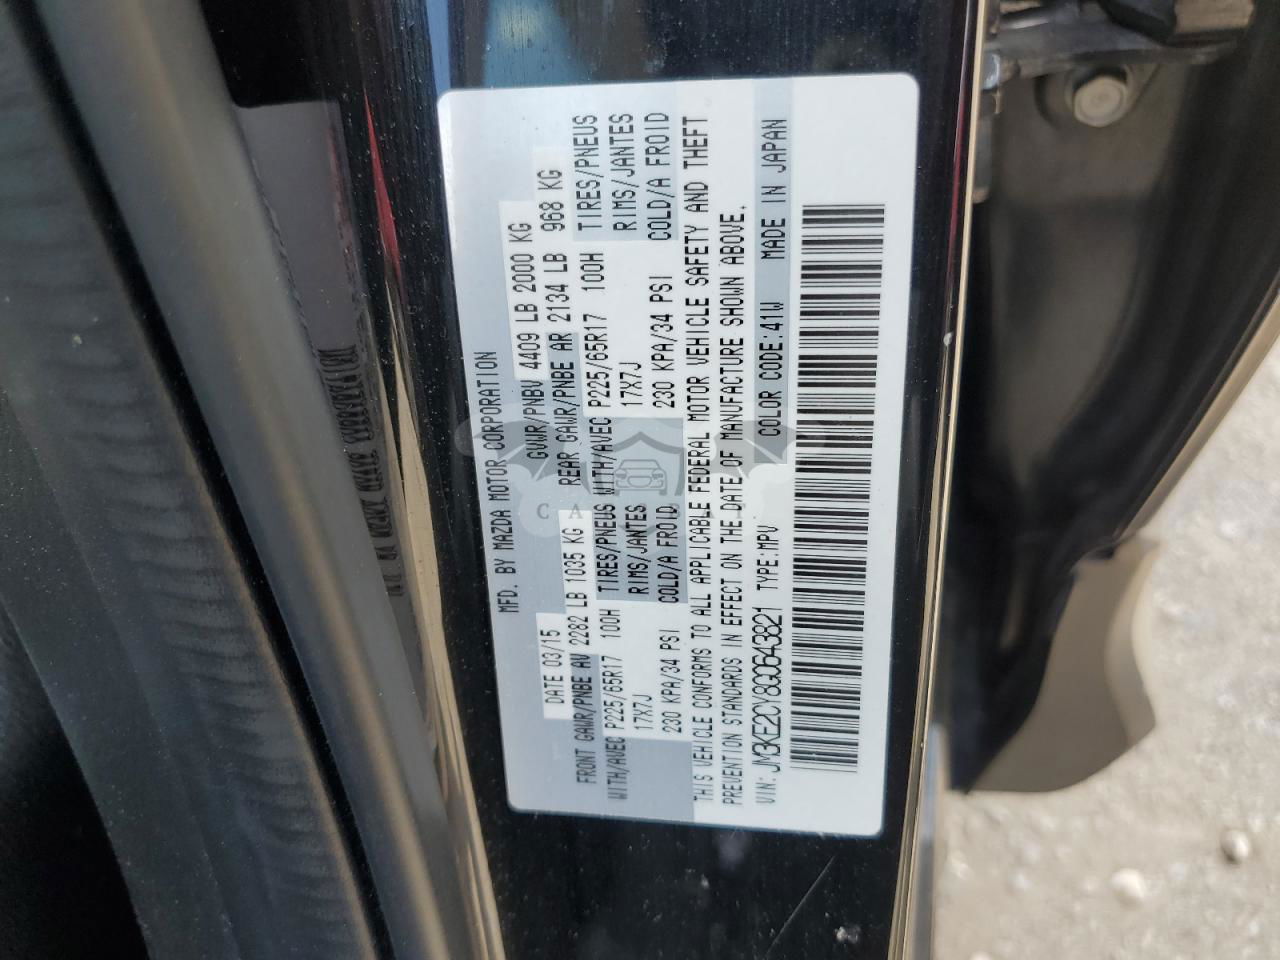 MFD. BY MAZDA MOTOR CORPORATION
DATE 03/15 GVWR/PNBV 4409 LB 2000 KG
FRONT GAWR/PNBE AV 2282 LB 1035 KG REAR GAWR/PNBE AR 2134 LB 968 KG
WITH/AVEC P225/65R17 100H TIRES/PNEUS WITH/AVEC P225/65R17 100H TIRES/PNEUS
17X7J RIMS/JANTES 17X7J RIMS/JANTES
230 KPA/34 PSI COLD/A FROID 230 KPA/34 PSI COLD/A FROID
THIS VEHICLE CONFORMS TO ALL APPLICABLE FEDERAL MOTOR VEHICLE SAFETY AND THEFT
PREVENTION STANDARDS IN EFFECT ON THE DATE OF MANUFACTURE SHOWN ABOVE.
VIN: JM3KE2CY8G0643821 TYPE: MPV COLOR CODE: 41W MADE IN JAPAN